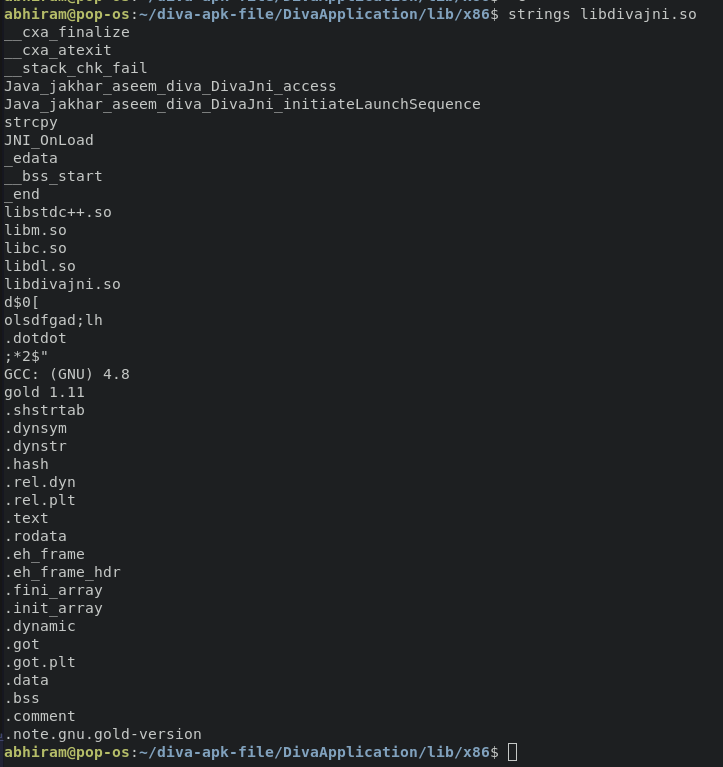 abhiram@pop-os:~/diva-apk-file/DivaApplication/lib/x86$ strings libdivajni.so
__cxa_finalize
__cxa_atexit
__stack_chk_fail
Java_jakhar_aseem_diva_DivaJni_access
Java_jakhar_aseem_diva_DivaJni_initiateLaunchSequence
strcpy
JNI_OnLoad
_edata
__bss_start
_end
libstdc++.so
libm.so
libc.so
libdl.so
libdivajni.so
d$0[
olsdfgad;lh
.dotdot
;*2$"
GCC: (GNU) 4.8
gold 1.11
.shstrtab
.dynsym
.dynstr
.hash
.rel.dyn
.rel.plt
.text
.rodata
.eh_frame
.eh_frame_hdr
.fini_array
.init_array
.dynamic
.got
.got.plt
.data
.bss
.comment
.note.gnu.gold-version
abhiram@pop-os:~/diva-apk-file/DivaApplication/lib/x86$